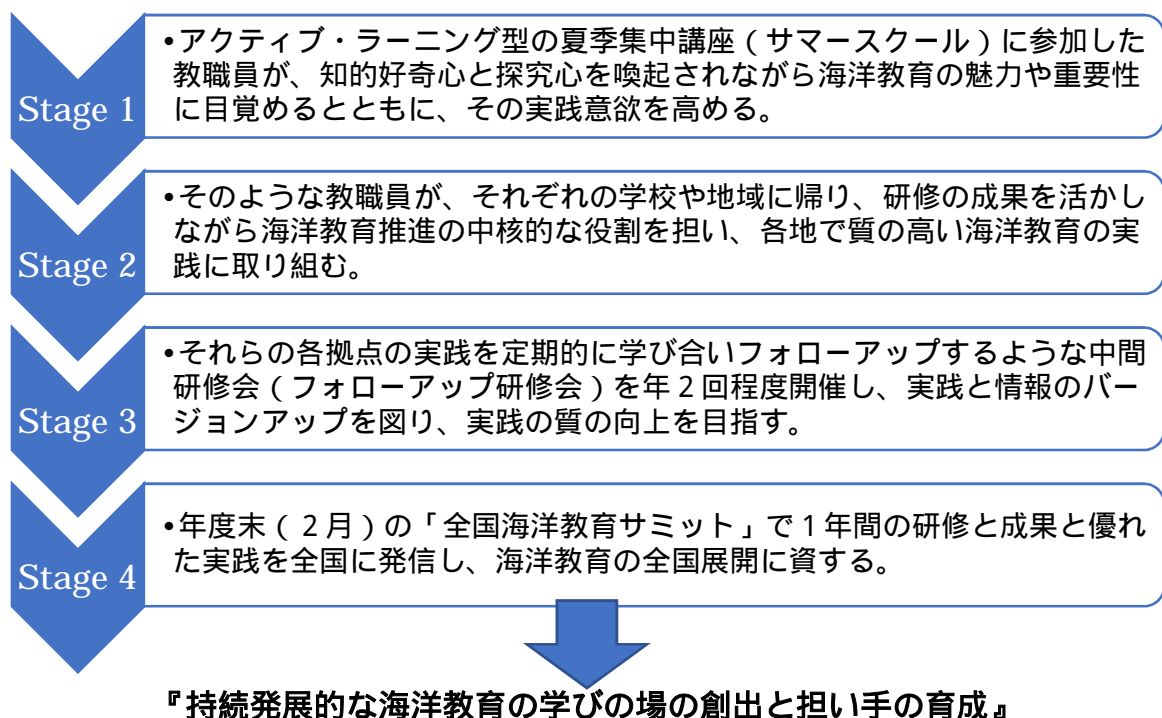 •アクティブ・ラーニング型の夏季集中講座（サマースクール）に参加した
教職員が、知的好奇心と探究心を喚起されながら海洋教育の魅力や重要性
に目覚めるとともに、その実践意欲を高める。
Stage 1
•そのような教職員が、それぞれの学校や地域に帰り、研修の成果を活かし
ながら海洋教育推進の中核的な役割を担い、各地で質の高い海洋教育の実
践に取り組む。
Stage 2
•それらの各拠点の実践を定期的に学び合いフォローアップするような中間
研修会（フォローアップ研修会）を年２回程度開催し、実践と情報のバー
ジョンアップを図り、実践の質の向上を目指す。
Stage 3
•年度末（２月）の「全国海洋教育サミット」で１年間の研修と成果と優れ
た実践を全国に発信し、海洋教育の全国展開に資する。
Stage 4
『持続発展的な海洋教育の学びの場の創出と担い手の育成』